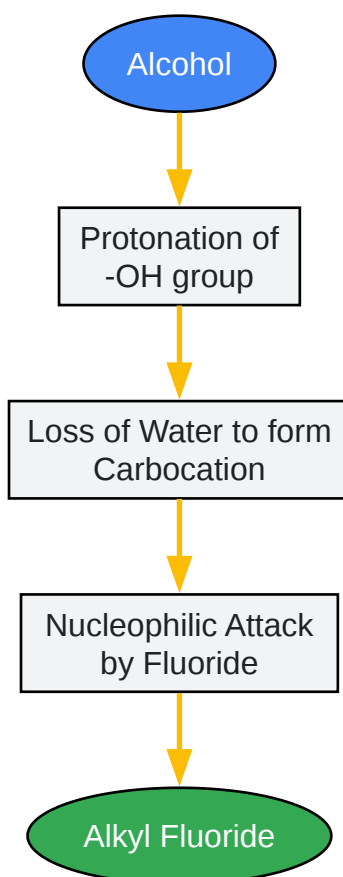 Alcohol
Protonation of
-OH group
Loss of Water to form
Carbocation
Nucleophilic Attack
by Fluoride
Alkyl Fluoride